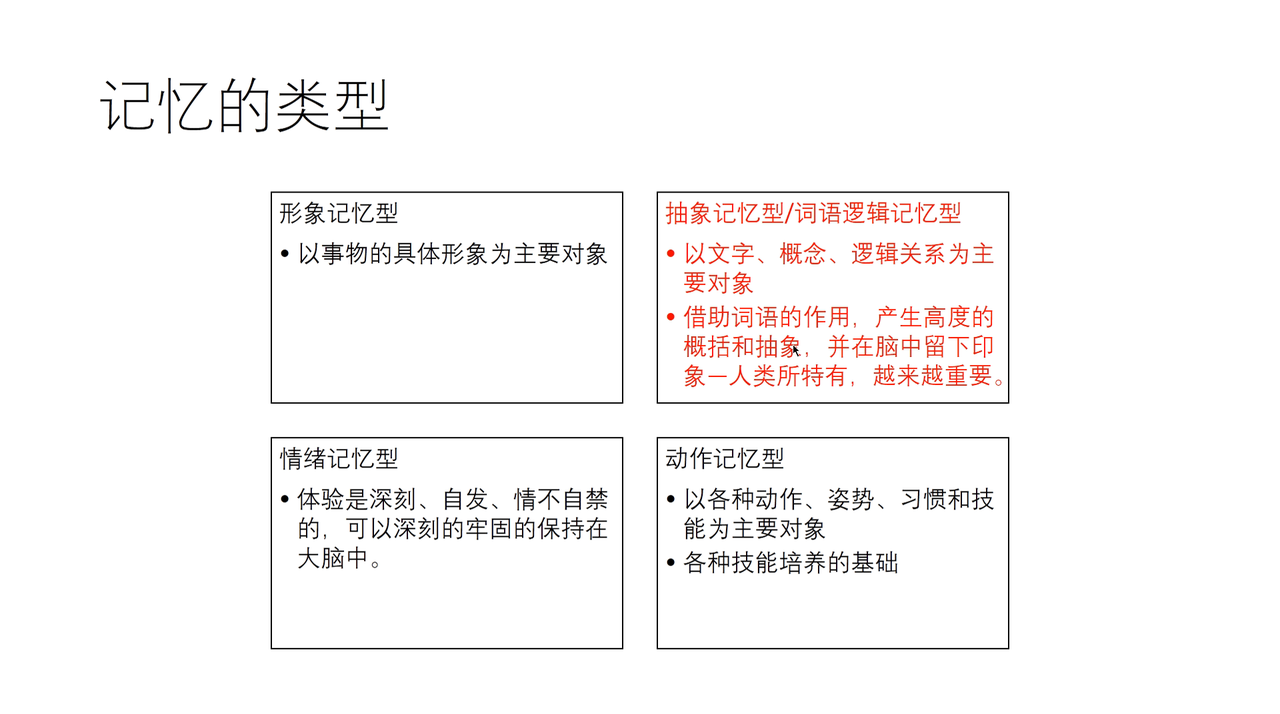 记忆的类型
形象记忆型
• 以事物的具体形象为主要对象
抽象记忆型/词语逻辑记忆型
• 以文字、概念、逻辑关系为主
要对象
• 借助词语的作用，产生高度的
概括和抽象，并在脑中留下印
象—人类所特有，越来越重要。
情绪记忆型
• 体验是深刻、自发、情不自禁
的，可以深刻的牢固的保持在
大脑中。
动作记忆型
• 以各种动作、姿势、习惯和技
能为主要对象
• 各种技能培养的基础